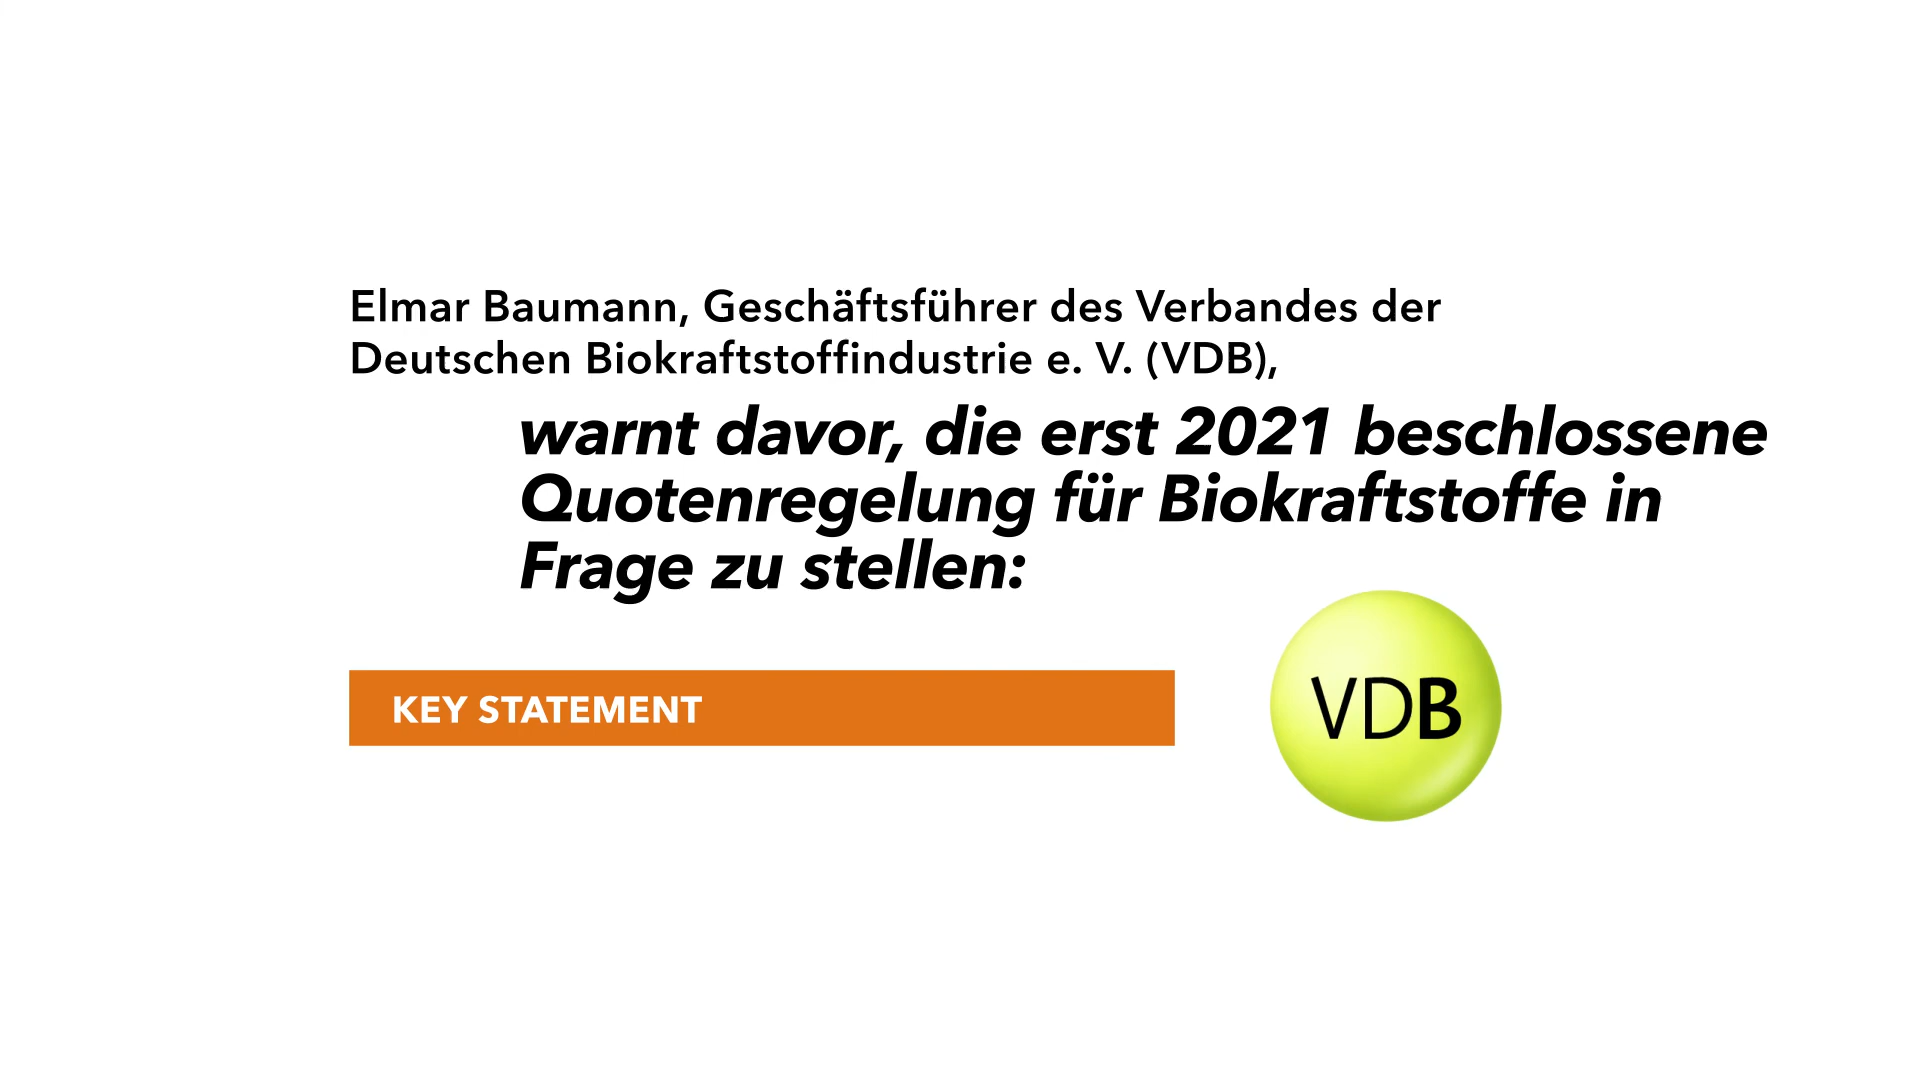 Elmar Baumann, Geschäftsführer des Verbandes der
Deutschen Biokraftstoffindustrie e. V. (VDB),
warnt davor, die erst 2021 beschlossene
Quotenregelung für Biokraftstoffe in
Frage zu stellen:
KEY STATEMENT
VDB